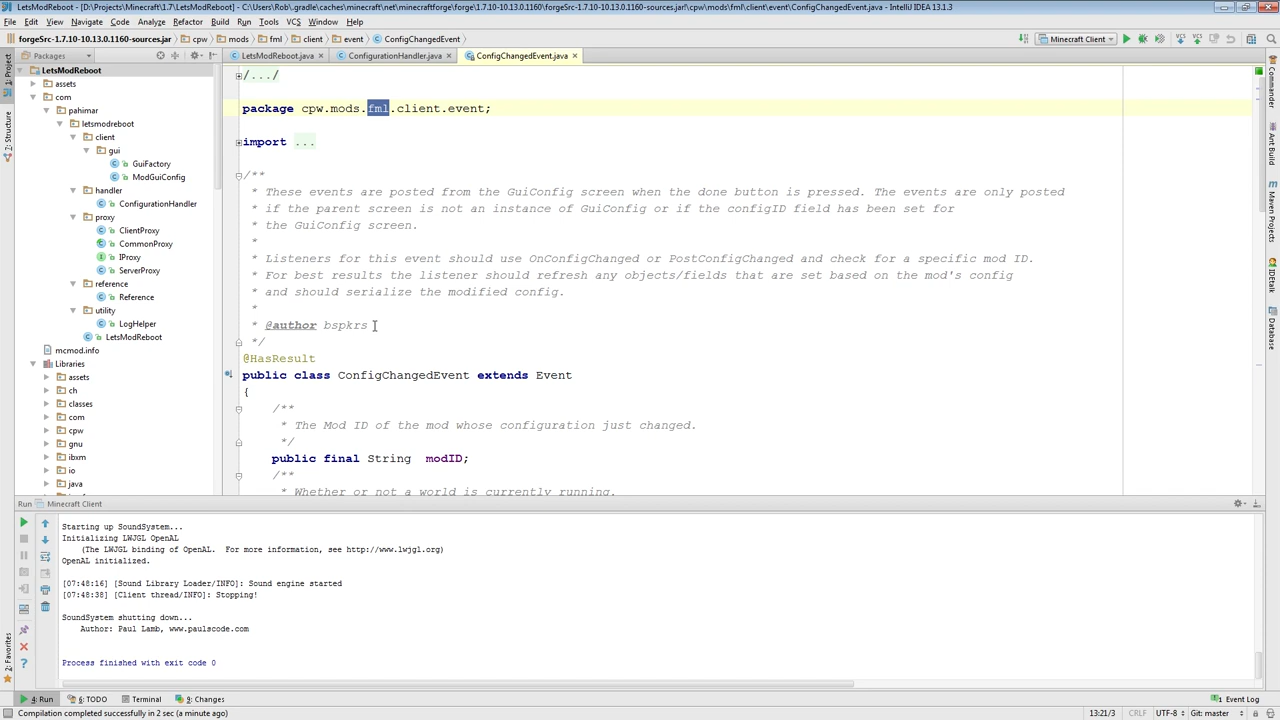 LetsModReboot - [D:\Projects\Minecraft\1.7\LetsModReboot] - C:\Users\Rob\.gradle\caches\minecraft\net\minecraftforge\forge\forgeSrc-1.7.10-10.13.0.1160-sources.jar\cpw\mods\fml\client\event\ConfigChangedEvent.java - IntelliJ IDEA 13.1.3
File Edit View Navigate Code Analyze Refactor Build Run Tools VCS Window Help
forgeSrc-1.7.10-10.13.0.1160-sources.jar cpw mods fml client event ConfigChangedEvent Minecraft Client
Packages LetsModReboot.java ConfigurationHandler.java ConfigChangedEvent.java
1: Project
Structure
2: Favorites
LetsModReboot
assets
com
pahimar
letsmodreboot
client
gui
GuiFactory
ModGuiConfig
handler
ConfigurationHandler
proxy
ClientProxy
CommonProxy
IProxy
ServerProxy
reference
Reference
utility
LogHelper
LetsModReboot
mcmod.info
Libraries
assets
ch
classes
com
cpw
gnu
ibxm
io
java
/.../
package cpw.mods.fml.client.event;
import ...
/**
* These events are posted from the GuiConfig screen when the done button is pressed. The events are only posted
* if the parent screen is not an instance of GuiConfig or if the configID field has been set for
* the GuiConfig screen.
*
* Listeners for this event should use OnConfigChanged or PostConfigChanged and check for a specific mod ID.
* For best results the listener should refresh any objects/fields that are set based on the mod's config
* and should serialize the modified config.
*
* @author bspkrs
*/
@HasResult
public class ConfigChangedEvent extends Event
{
/**
* The Mod ID of the mod whose configuration just changed.
*/
public final String modID;
/**
* Whether or not a world is currently running.
Commander
Ant Build
Maven Projects
IDEtalk
Database
Run Minecraft Client
Starting up SoundSystem...
Initializing LWJGL OpenAL
(The LWJGL binding of OpenAL. For more information, see http://www.lwjgl.org)
OpenAL initialized.
[07:48:16] [Sound Library Loader/INFO]: Sound engine started
[07:48:38] [Client thread/INFO]: Stopping!
SoundSystem shutting down...
Author: Paul Lamb, www.paulscode.com
Process finished with exit code 0
4: Run 6: TODO Terminal 9: Changes Event Log
Compilation completed successfully in 2 sec (a minute ago) 13:21/3 CRLF UTF-8 Git: master